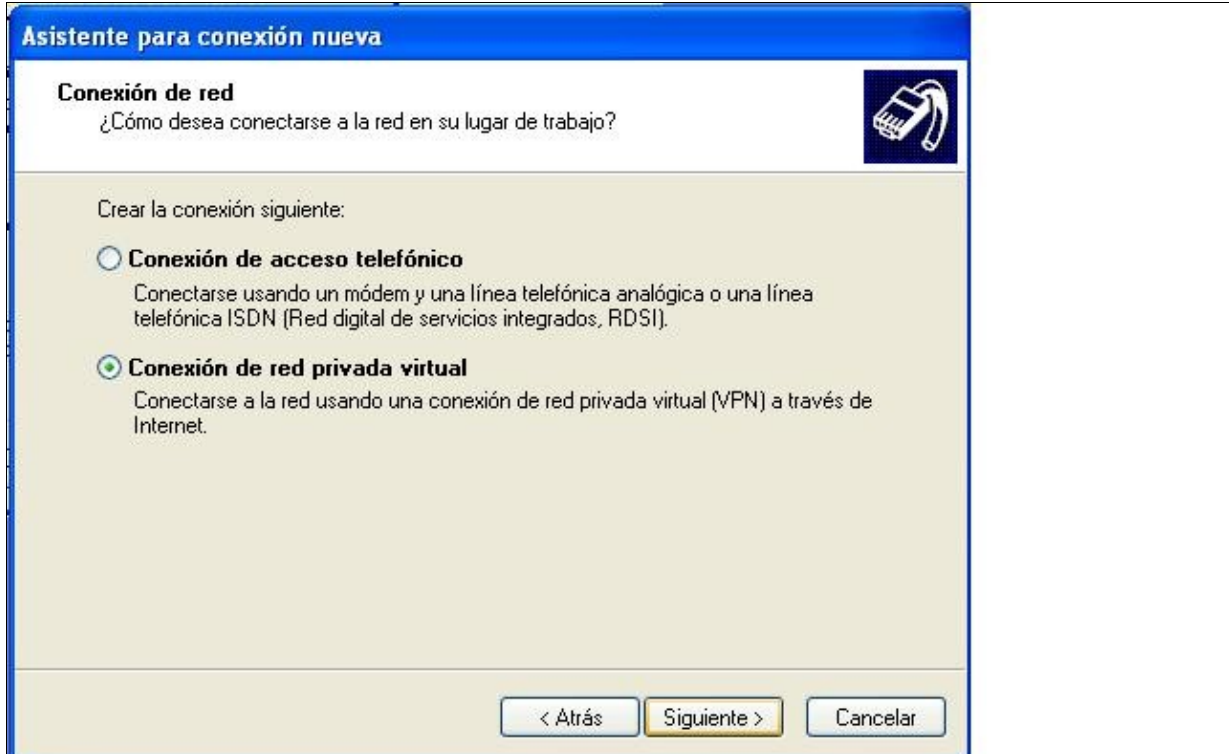 Asistente para conexión nueva
Conexión de red
¿Cómo desea conectarse a la red en su lugar de trabajo?
Crear la conexión siguiente:
Conexión de acceso telefónico
Conectarse usando un módem y una línea telefónica analógica o una línea
telefónica ISDN (Red digital de servicios integrados, RDSI).
Conexión de red privada virtual
Conectarse a la red usando una conexión de red privada virtual (VPN) a través de
Internet.
< Atrás
Siguiente >
Cancelar